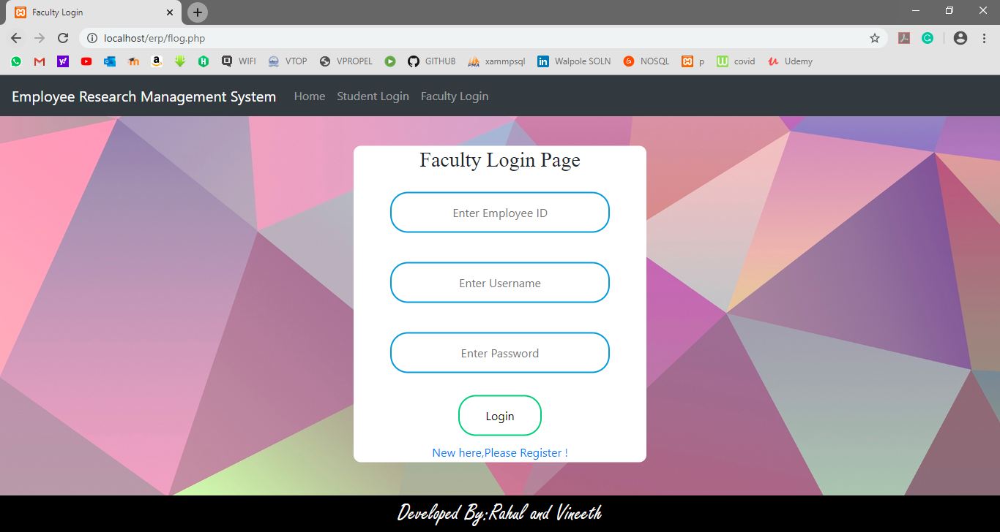 Faculty Login
localhost/erp/flog.php
WIFI VTOP VPROPEL GITHUB PMA xammpsql Walpole SOLN NOSQL p covid Udemy
Employee Research Management System Home Student Login Faculty Login
Faculty Login Page
Enter Employee ID
Enter Username
Enter Password
Login
New here,Please Register !
Developed By:Rahul and Vineeth